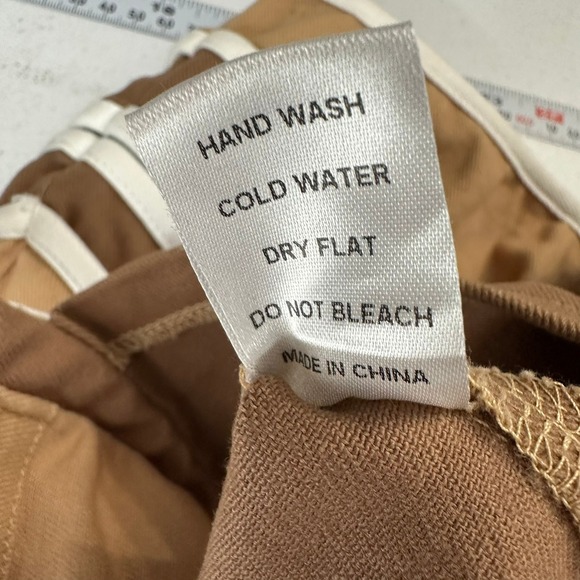 HAND WASH
COLD WATER
DRY FLAT
DO NOT BLEACH
MADE IN CHINA